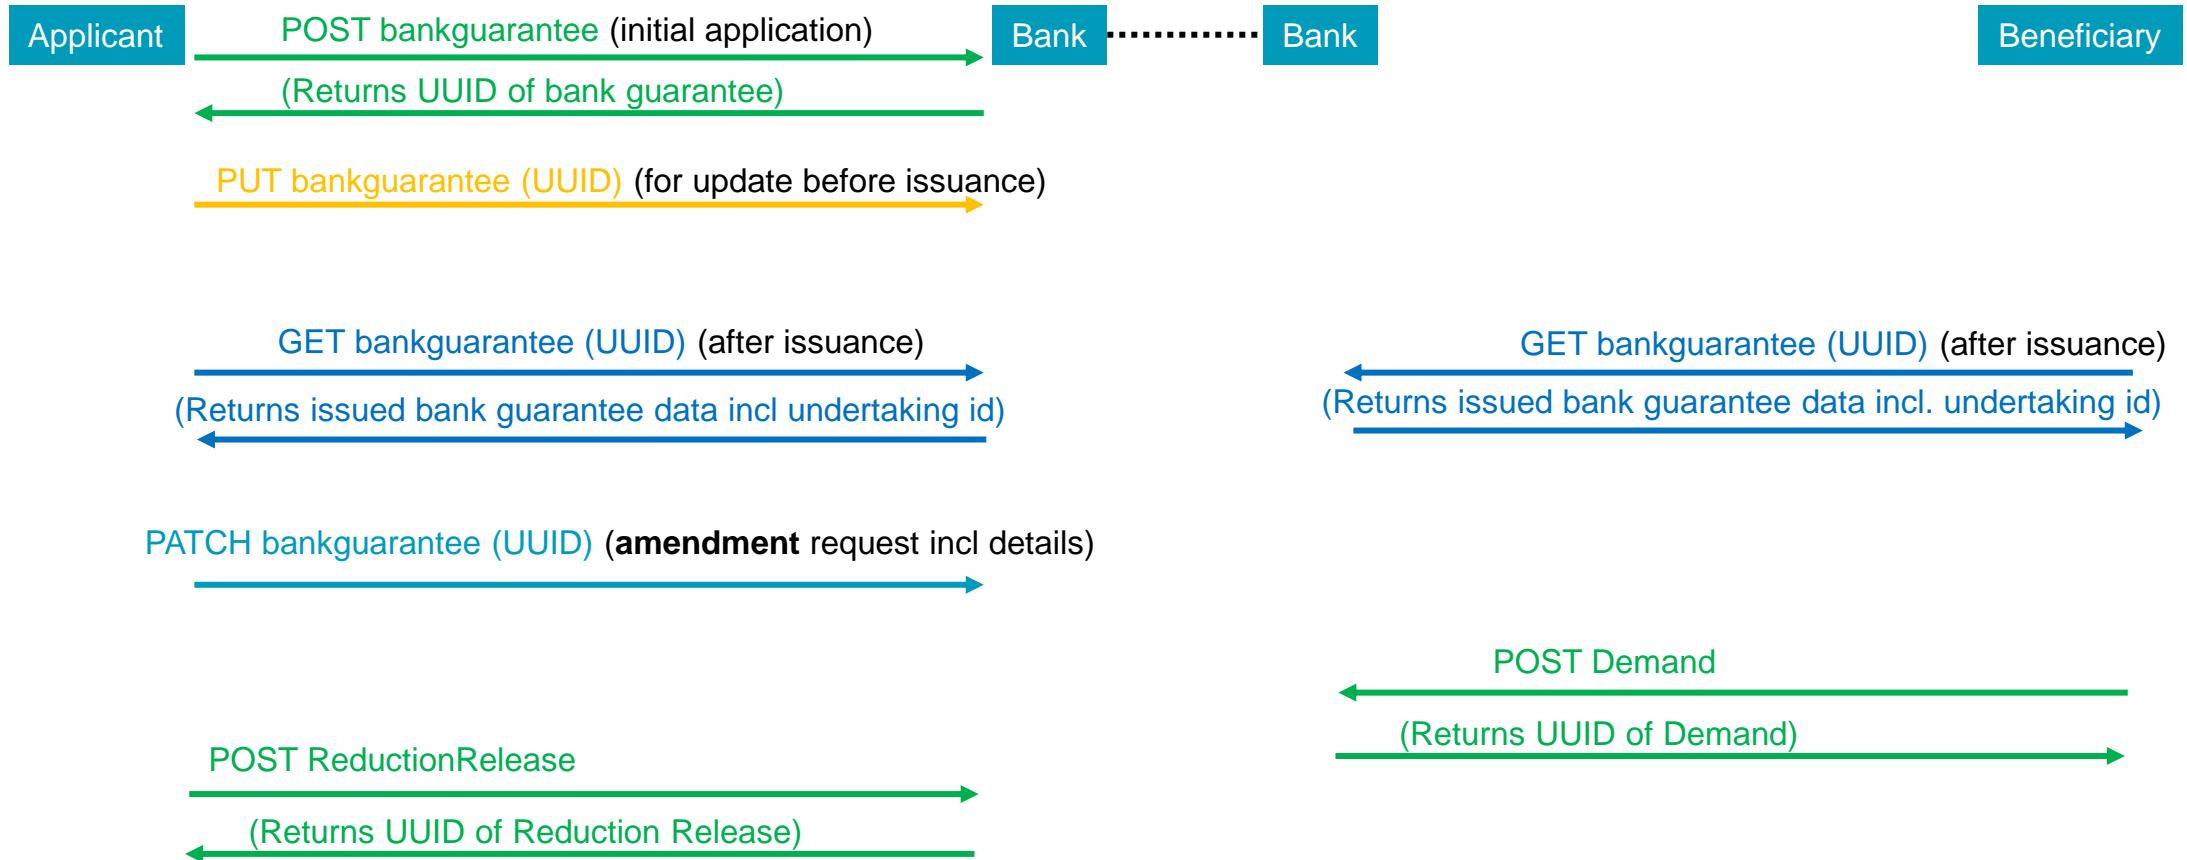 Applicant
POST bankguarantee (initial application)
Bank
Bank
Beneficiary
(Returns UUID of bank guarantee)
PUT bankguarantee (UUID) (for update before issuance)
GET bankguarantee (UUID) (after issuance)
GET bankguarantee (UUID) (after issuance)
(Returns issued bank guarantee data incl undertaking id)
(Returns issued bank guarantee data incl. undertaking id)
PATCH bankguarantee (UUID) (amendment request incl details)
POST Demand
(Returns UUID of Demand)
POST ReductionRelease
(Returns UUID of Reduction Release)